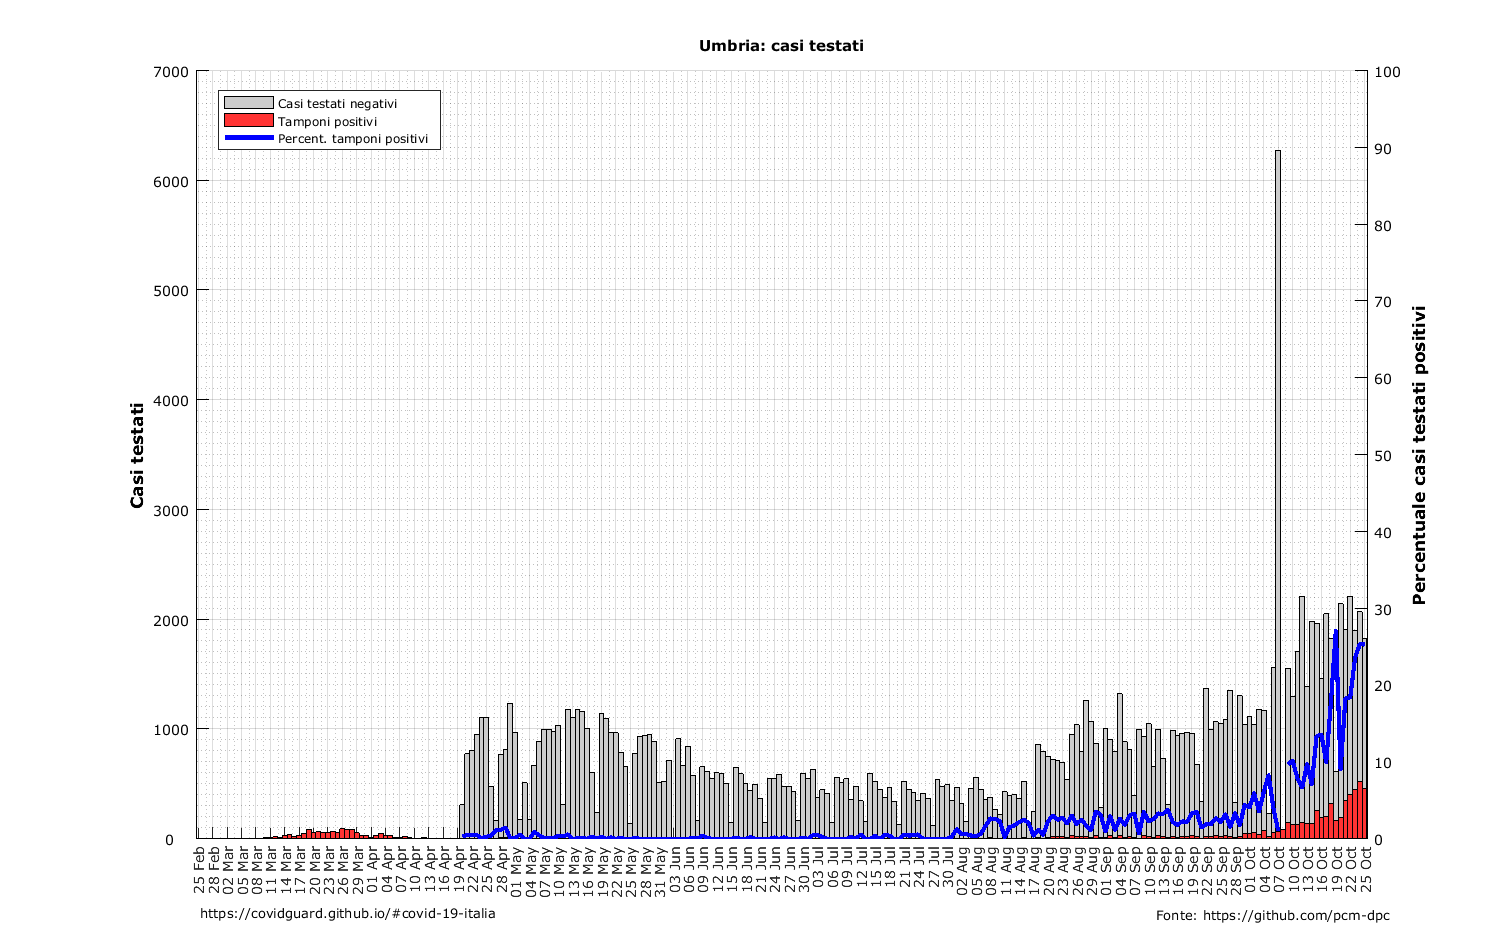 Umbria: casi testati
Casi testati negativi
Tamponi positivi
Percent. tamponi positivi
Casi testati
7000
6000
5000
4000
3000
2000
1000
0
100
90
80
70
60
50
40
30
20
10
0
Percentuale casi testati positivi
25 Feb
28 Feb
02 Mar
05 Mar
08 Mar
11 Mar
14 Mar
17 Mar
20 Mar
23 Mar
26 Mar
29 Mar
01 Apr
04 Apr
07 Apr
10 Apr
13 Apr
16 Apr
19 Apr
22 Apr
25 Apr
28 Apr
01 May
04 May
07 May
10 May
13 May
16 May
19 May
22 May
25 May
28 May
31 May
03 Jun
06 Jun
09 Jun
12 Jun
15 Jun
18 Jun
21 Jun
24 Jun
27 Jun
30 Jun
03 Jul
06 Jul
09 Jul
12 Jul
15 Jul
18 Jul
21 Jul
24 Jul
27 Jul
30 Jul
02 Aug
05 Aug
08 Aug
11 Aug
14 Aug
17 Aug
20 Aug
23 Aug
26 Aug
29 Aug
01 Sep
04 Sep
07 Sep
10 Sep
13 Sep
16 Sep
19 Sep
22 Sep
25 Sep
28 Sep
01 Oct
04 Oct
07 Oct
10 Oct
13 Oct
16 Oct
19 Oct
22 Oct
25 Oct
https://covidguard.github.io/#covid-19-italia
Fonte: https://github.com/pcm-dpc